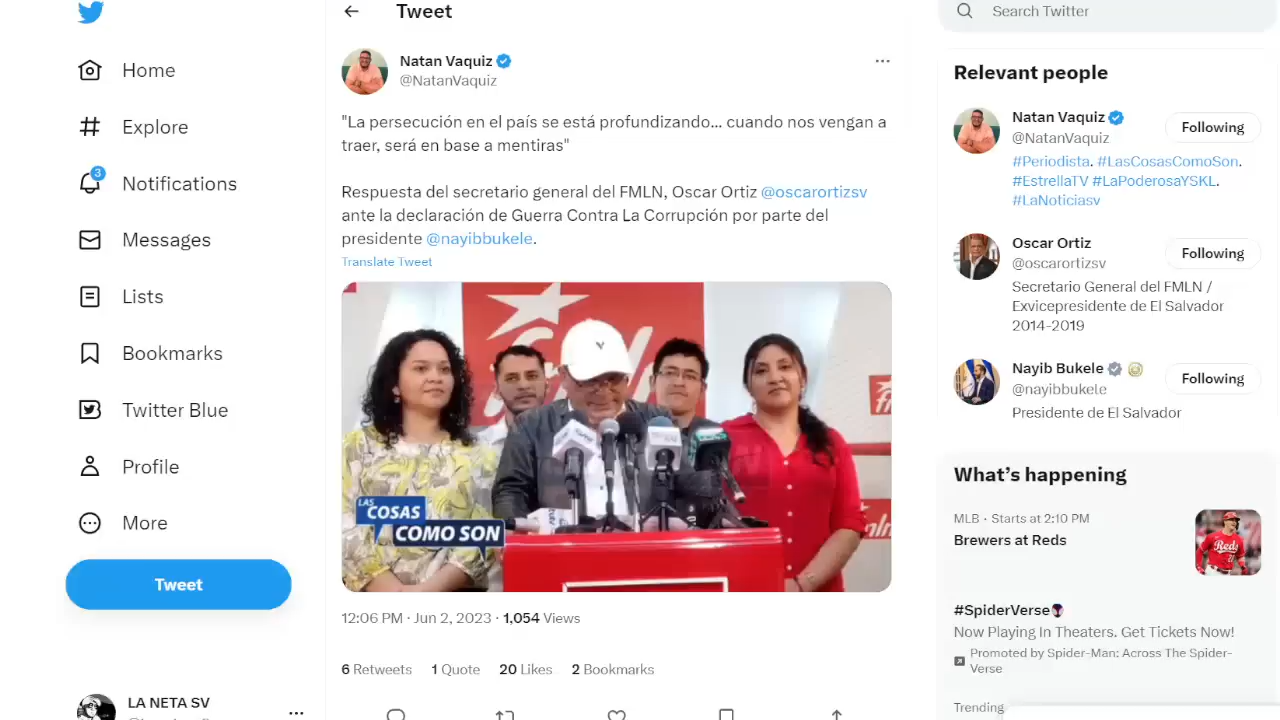 Tweet
Search Twitter
Home
Explore
3
Notifications
Messages
Lists
Bookmarks
Twitter Blue
Profile
More
Tweet
LA NETA SV
Natan Vaquiz
@NatanVaquiz
"La persecución en el país se está profundizando... cuando nos vengan a
traer, será en base a mentiras"
Respuesta del secretario general del FMLN, Oscar Ortiz @oscarortizsv
ante la declaración de Guerra Contra La Corrupción por parte del
presidente @nayibbukele.
Translate Tweet
fmln
LAS
COSAS
COMO SON
12:06 PM · Jun 2, 2023 · 1,054 Views
6 Retweets 1 Quote 20 Likes 2 Bookmarks
Relevant people
Natan Vaquiz
@NatanVaquiz
Following
#Periodista. #LasCosasComoSon.
#EstrellaTV #LaPoderosaYSKL.
#LaNoticiasv
Oscar Ortiz
@oscarortizsv
Following
Secretario General del FMLN /
Exvicepresidente de El Salvador
2014-2019
Nayib Bukele
@nayibbukele
Following
Presidente de El Salvador
What's happening
MLB · Starts at 2:10 PM
Brewers at Reds
Reds
#SpiderVerse
Now Playing In Theaters. Get Tickets Now!
Promoted by Spider-Man: Across The Spider-
Verse
Trending